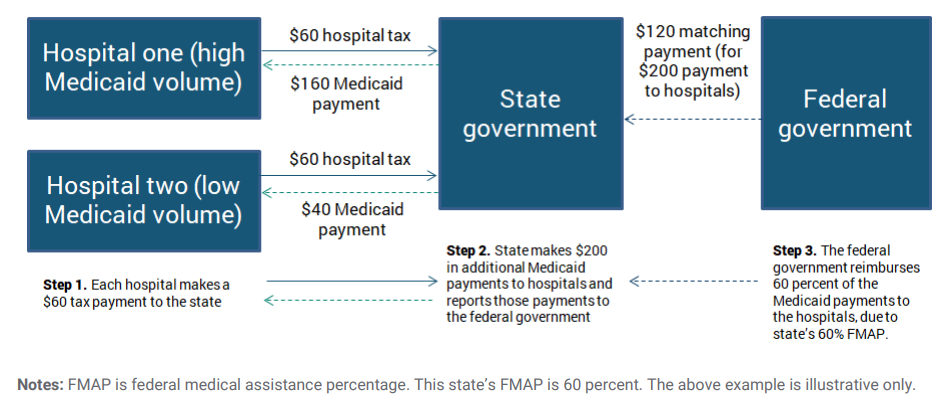 Hospital one (high
Medicaid volume)
$60 hospital tax
$160 Medicaid
payment
State
government
$120 matching
payment (for
$200 payment
to hospitals)
Federal
government
Hospital two (low
Medicaid volume)
$60 hospital tax
$40 Medicaid
payment
Step 1. Each hospital makes a
$60 tax payment to the state
Step 2. State makes $200
in additional Medicaid
payments to hospitals and
reports those payments to
the federal government
Step 3. The federal
government reimburses
60 percent of the
Medicaid payments to
the hospitals, due to
state’s 60% FMAP.
Notes: FMAP is federal medical assistance percentage. This state’s FMAP is 60 percent. The above example is illustrative only.